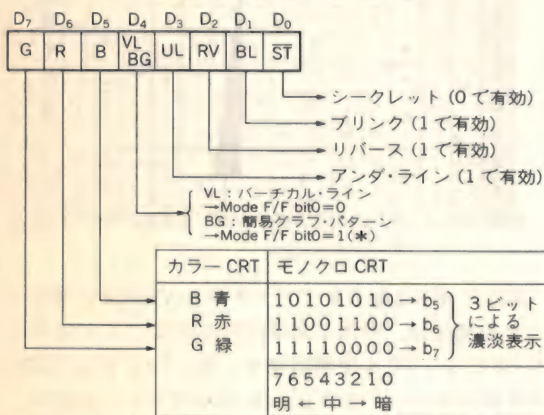 D₇ D₆ D₅ D₄ D₃ D₂ D₁ D₀
G R B VL BG UL RV BL S̅T̅
シークレット(0で有効)
ブリンク(1で有効)
リバース(1で有効)
アンダ・ライン(1で有効)
VL:バーチカル・ライン
→Mode F/F bit0=0
BG:簡易グラフ・パターン
→Mode F/F bit0=1(*)
カラーCRT モノクロCRT
B 青 10101010→b₅
R 赤 11001100→b₆
G 緑 11110000→b₇
3ビット
による
濃淡表示
76543210
明←中→暗